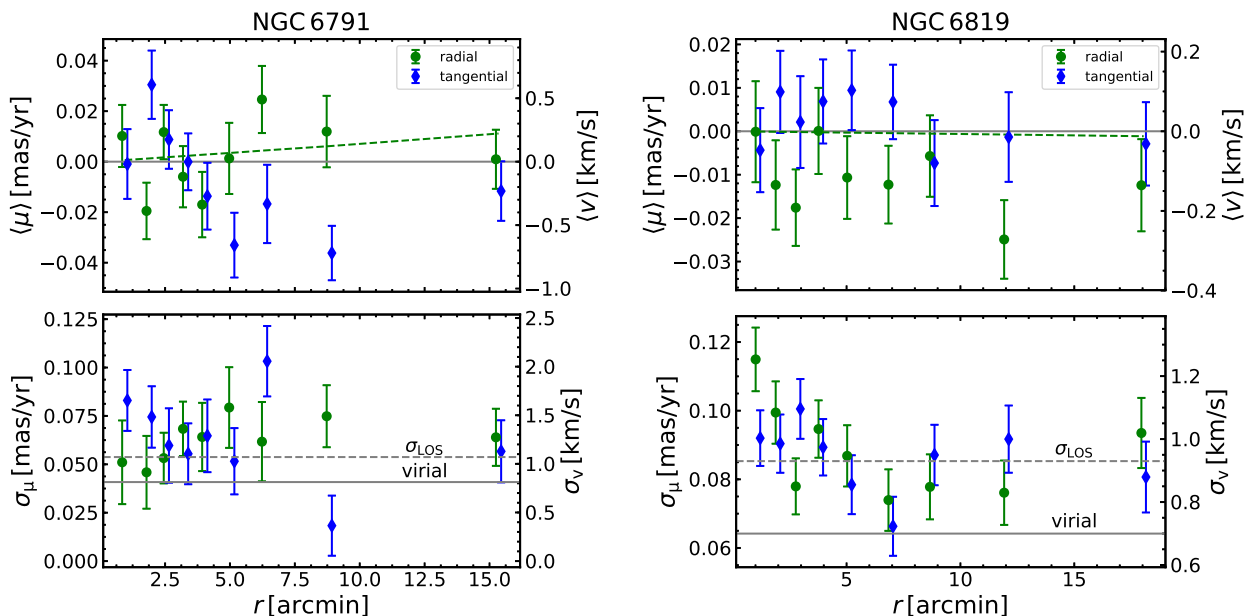 NGC 6791
0.04
0.02
0.00
−0.02
−0.04
⟨μ⟩ [mas/yr]
radial
tangential
0.5
0.0
−0.5
−1.0
⟨v⟩ [km/s]
NGC 6819
0.02
0.01
0.00
−0.01
−0.02
−0.03
⟨μ⟩ [mas/yr]
radial
tangential
0.2
0.0
−0.2
−0.4
⟨v⟩ [km/s]
0.125
0.100
0.075
0.050
0.025
0.000
σμ [mas/yr]
σLOS
virial
2.5
2.0
1.5
1.0
0.5
0.0
σv [km/s]
2.5 5.0 7.5 10.0 12.5 15.0
r [arcmin]
0.12
0.10
0.08
0.06
σμ [mas/yr]
σLOS
virial
1.2
1.0
0.8
0.6
σv [km/s]
5 10 15
r [arcmin]